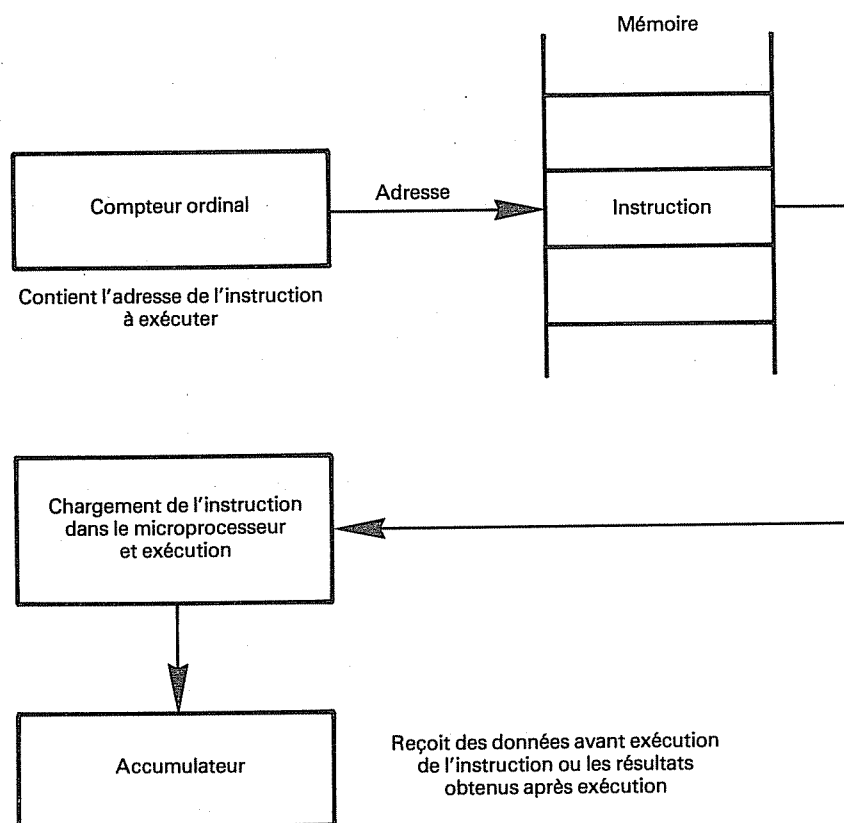 Mémoire
Compteur ordinal
Adresse
Instruction
Contient l'adresse de l'instruction
à exécuter
Chargement de l'instruction
dans le microprocesseur
et exécution
Accumulateur
Reçoit des données avant exécution
de l'instruction ou les résultats
obtenus après exécution